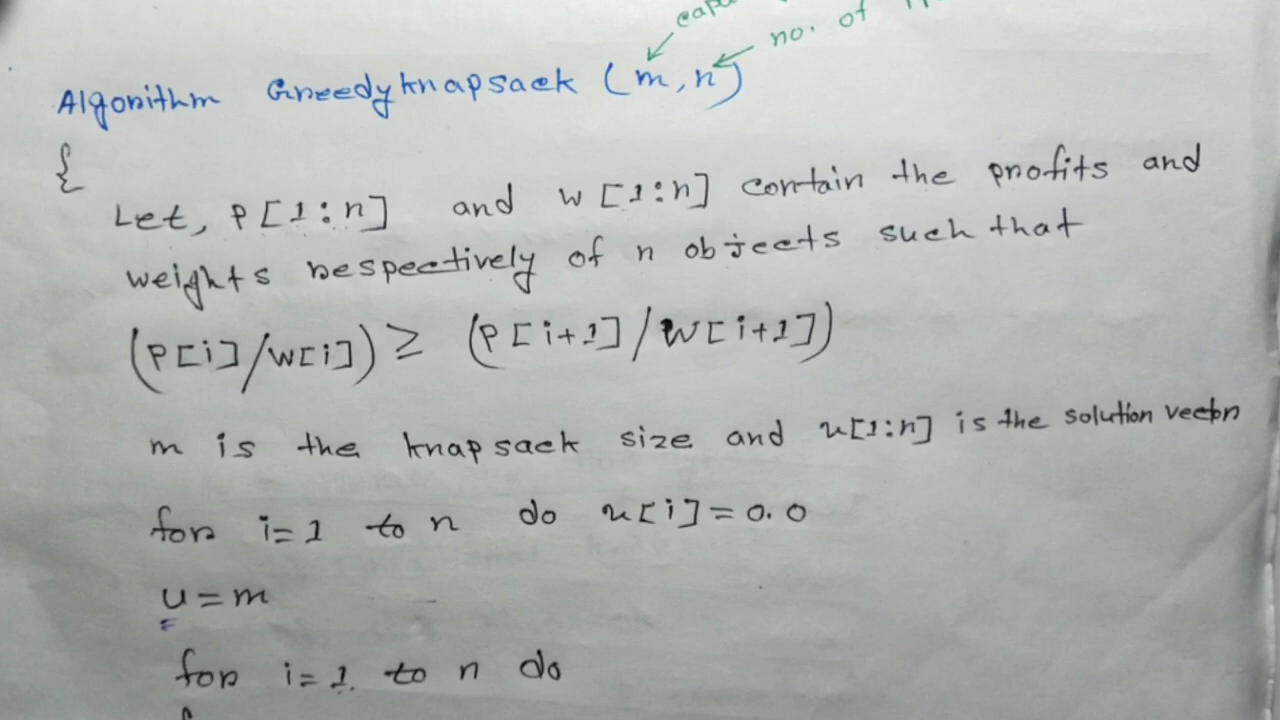 no. of
Algorithm Greedyknapsack (m,n)
{
Let, P[1:n] and W[1:n] contain the profits and
weights respectively of n objects such that
(P[i]/W[i]) ≥ (P[i+1]/W[i+1])
m is the knapsack size and x[1:n] is the solution vector
for i=1 to n do x[i]=0.0
U=m
for i=1 to n do
{